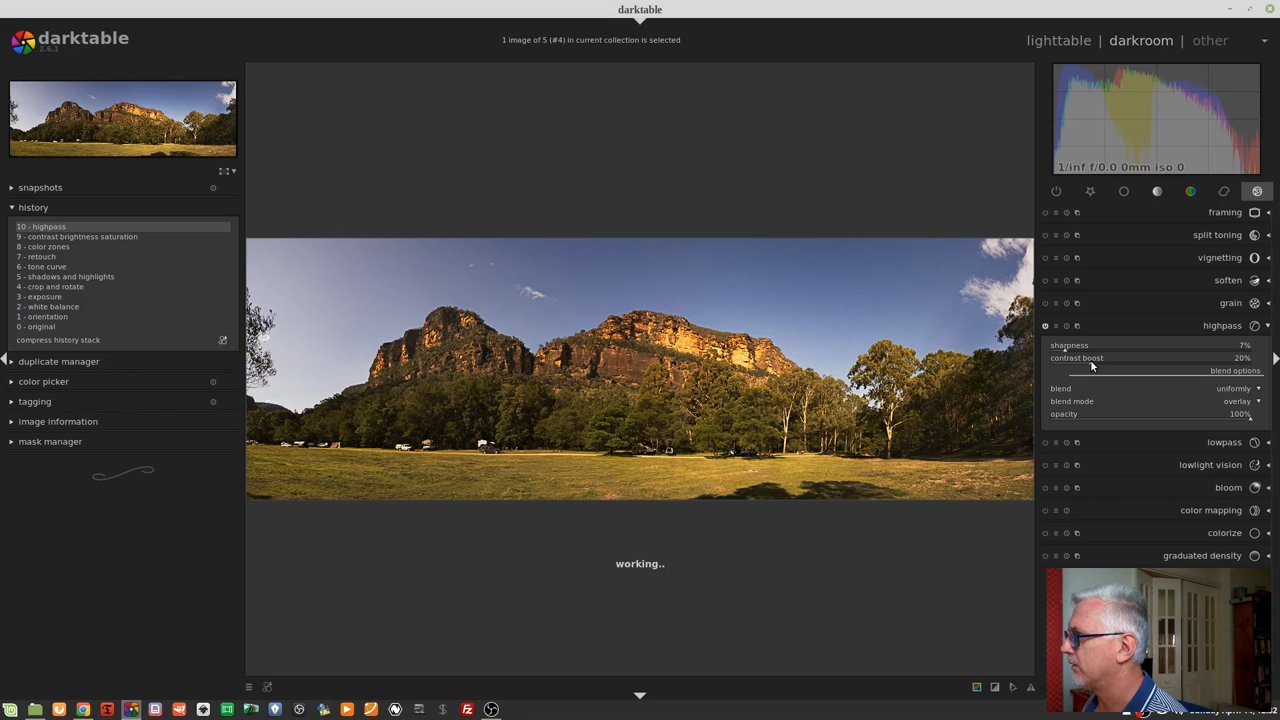 darktable
darktable
2.6.1
1 image of 5 (#4) in current collection is selected
lighttable | darkroom | other
1/inf f/0.0 0mm iso 0
snapshots
history
10 - highpass
9 - contrast brightness saturation
8 - color zones
7 - retouch
6 - tone curve
5 - shadows and highlights
4 - crop and rotate
3 - exposure
2 - white balance
1 - orientation
0 - original
compress history stack
duplicate manager
color picker
tagging
image information
mask manager
working..
framing
split toning
vignetting
soften
grain
highpass
sharpness 7%
contrast boost 20%
blend options
blend uniformly
blend mode overlay
opacity 100%
lowpass
lowlight vision
bloom
color mapping
colorize
graduated density